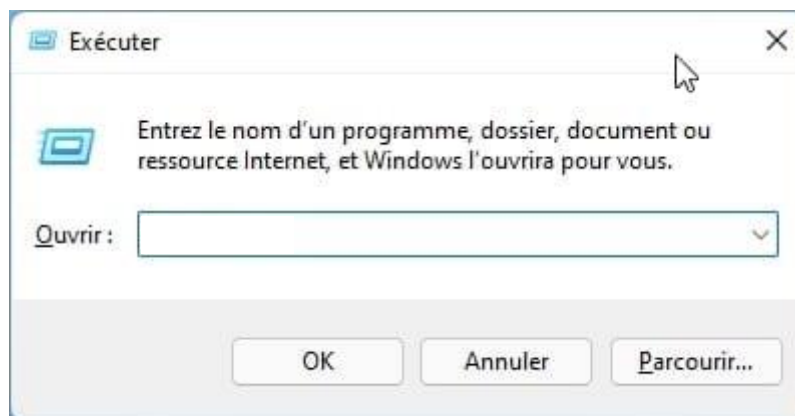 Exécuter
Entrez le nom d'un programme, dossier, document ou
ressource Internet, et Windows l'ouvrira pour vous.
Ouvrir :
OK Annuler Parcourir...